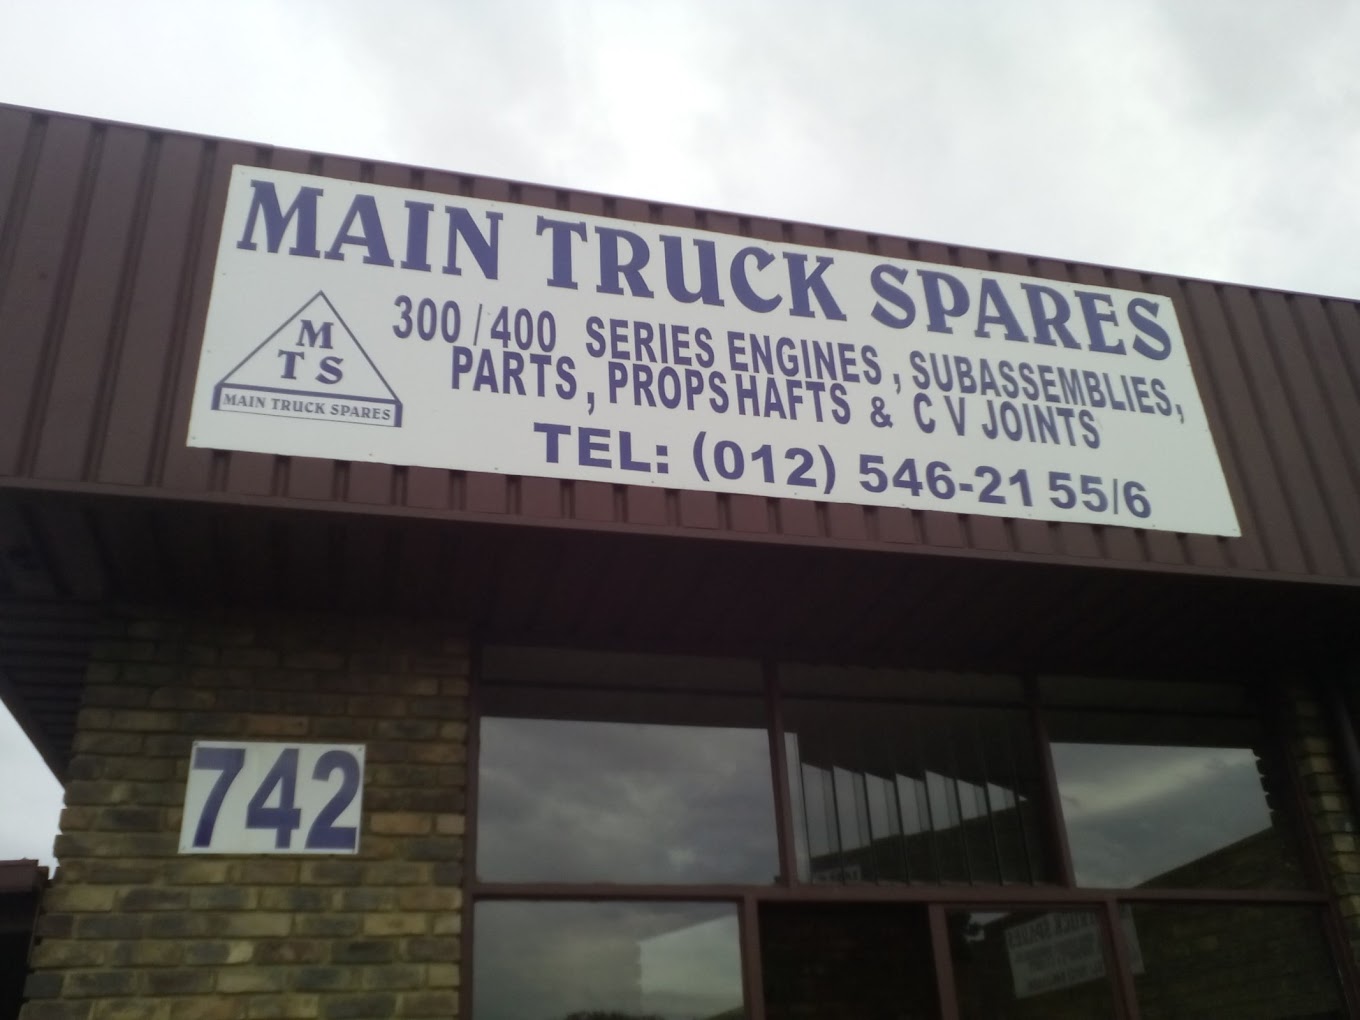 MAIN TRUCK SPARES
300/400 SERIES ENGINES, SUBASSEMBLIES,
PARTS, PROPSHAFTS & CV JOINTS
TEL: (012) 546-2155/6
M
T S
MAIN TRUCK SPARES
742